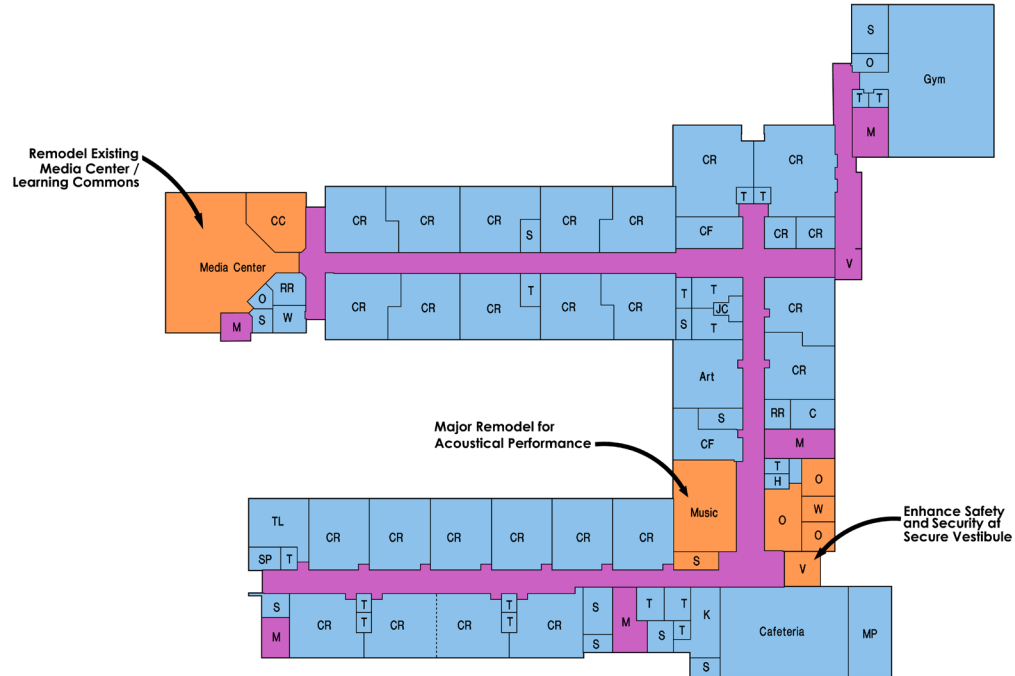 S
O
Gym
T T
M
CR CR
Remodel Existing
Media Center /
Learning Commons
T T
CC
CR CR CR CR CR
S
CF
CR CR
V
Media Center
RR
O
S W
M
T
CR CR CR CR CR
T T
JC
S T
CR
Art
CR
S
RR C
CF
M
Major Remodel for
Acoustical Performance
T
H
O
W
O
O
Music
S
V
Enhance Safety
and Security at
Secure Vestibule
TL
CR CR CR CR CR CR
SP T
S
M
CR
T
T
CR CR
T
T
CR
S
S
M
T T
S T
K
S
Cafeteria
MP